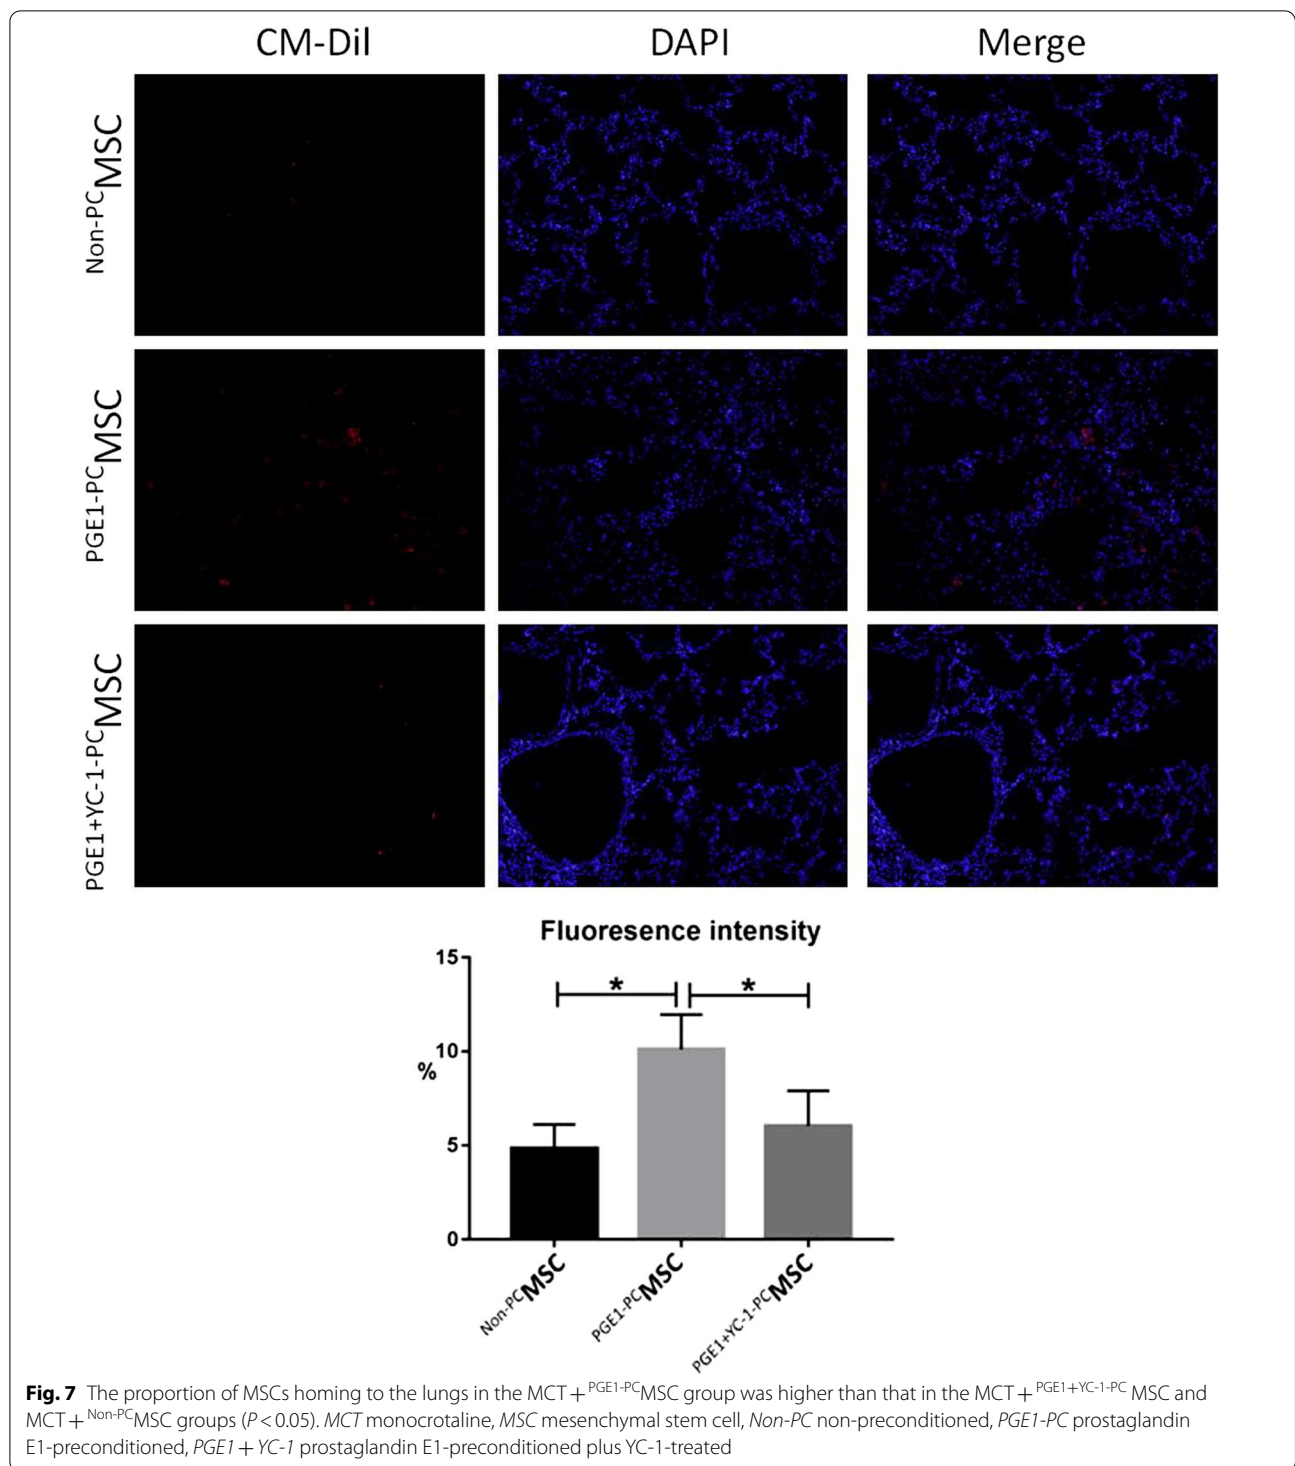 CM-Dil DAPI Merge
Non-PCMSC
PGE1-PCMSC
PGE1+YC-1-PCMSC
Fluoresence intensity
15
10
5
0
%
* *
Non-PCMSC
PGE1-PCMSC
PGE1+YC-1-PCMSC
Fig. 7 The proportion of MSCs homing to the lungs in the MCT + PGE1-PCMSC group was higher than that in the MCT + PGE1+YC-1-PC MSC and
MCT + Non-PCMSC groups (P < 0.05). MCT monocrotaline, MSC mesenchymal stem cell, Non-PC non-preconditioned, PGE1-PC prostaglandin
E1-preconditioned, PGE1 + YC-1 prostaglandin E1-preconditioned plus YC-1-treated